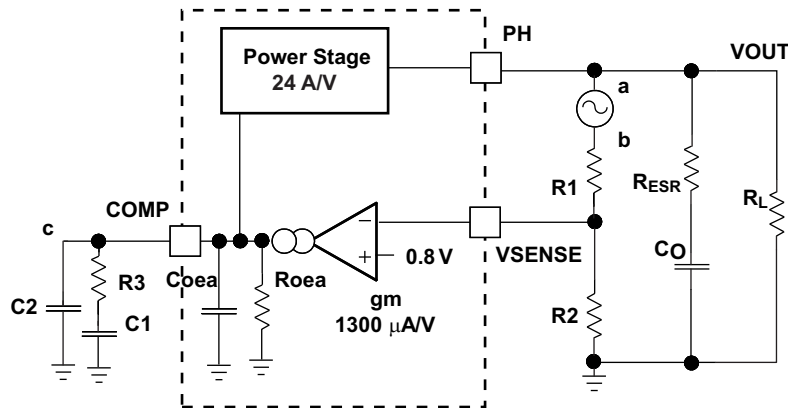 PH
VOUT
Power Stage
24 A/V
a
b
R1
RESR
RL
COMP
c
VSENSE
0.8 V
R3
Coea
Roea
CO
C2
C1
gm
1300 μA/V
R2
−
+